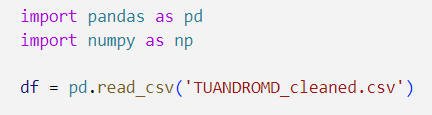 import pandas as pd
import numpy as np
df = pd.read_csv('TUANDROMD_cleaned.csv')